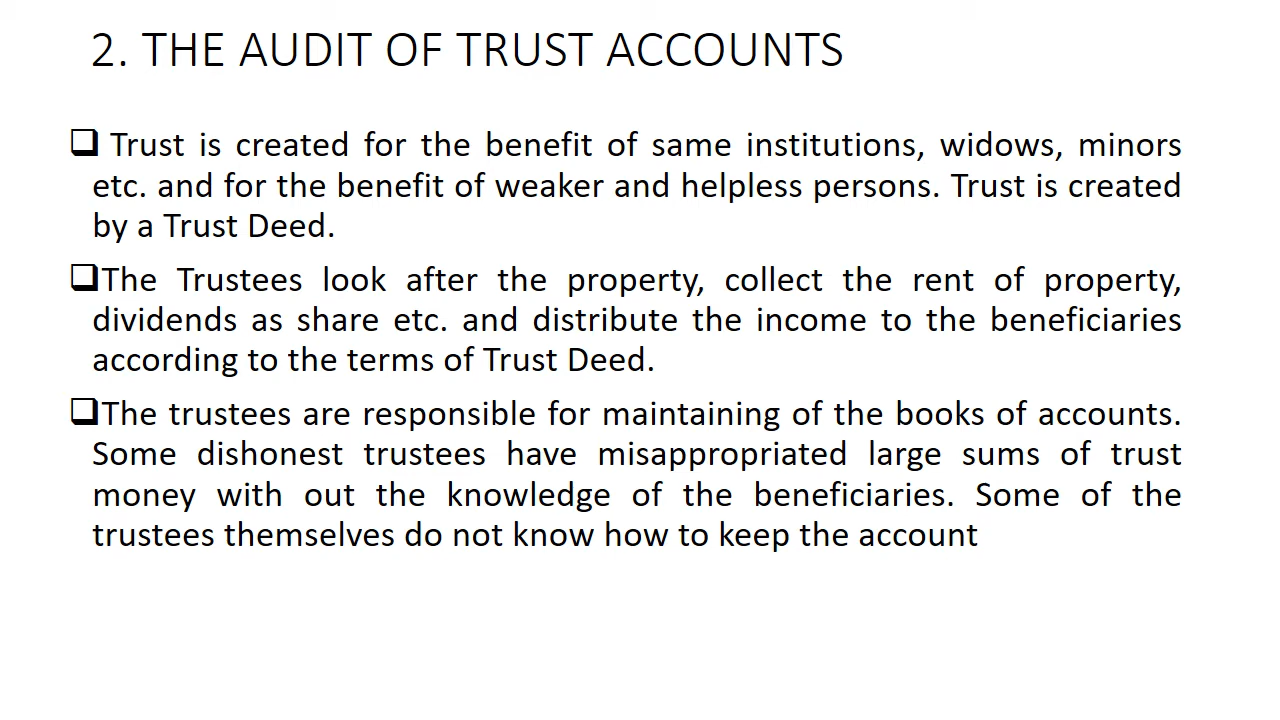 2. THE AUDIT OF TRUST ACCOUNTS
❑ Trust is created for the benefit of same institutions, widows, minors
etc. and for the benefit of weaker and helpless persons. Trust is created
by a Trust Deed.
❑The Trustees look after the property, collect the rent of property,
dividends as share etc. and distribute the income to the beneficiaries
according to the terms of Trust Deed.
❑The trustees are responsible for maintaining of the books of accounts.
Some dishonest trustees have misappropriated large sums of trust
money with out the knowledge of the beneficiaries. Some of the
trustees themselves do not know how to keep the account